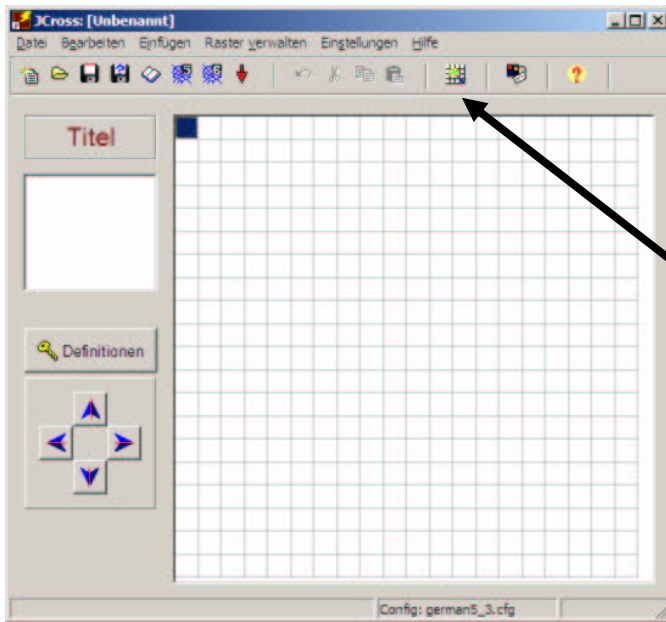 JCross: [Unbenannt]
Datei Bearbeiten Einfügen Raster verwalten Einstellungen Hilfe
Titel
Definitionen
Config: german5_3.cfg